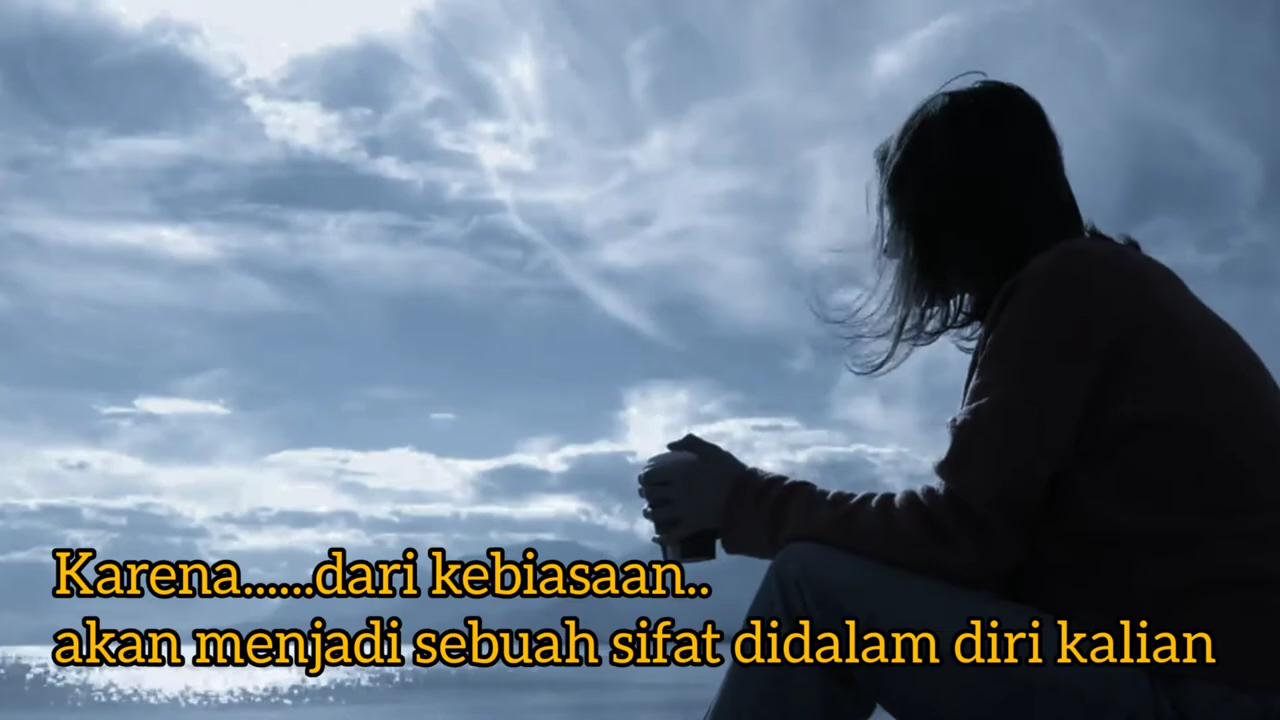 Karena......dari kebiasaan..
akan menjadi sebuah sifat didalam diri kalian